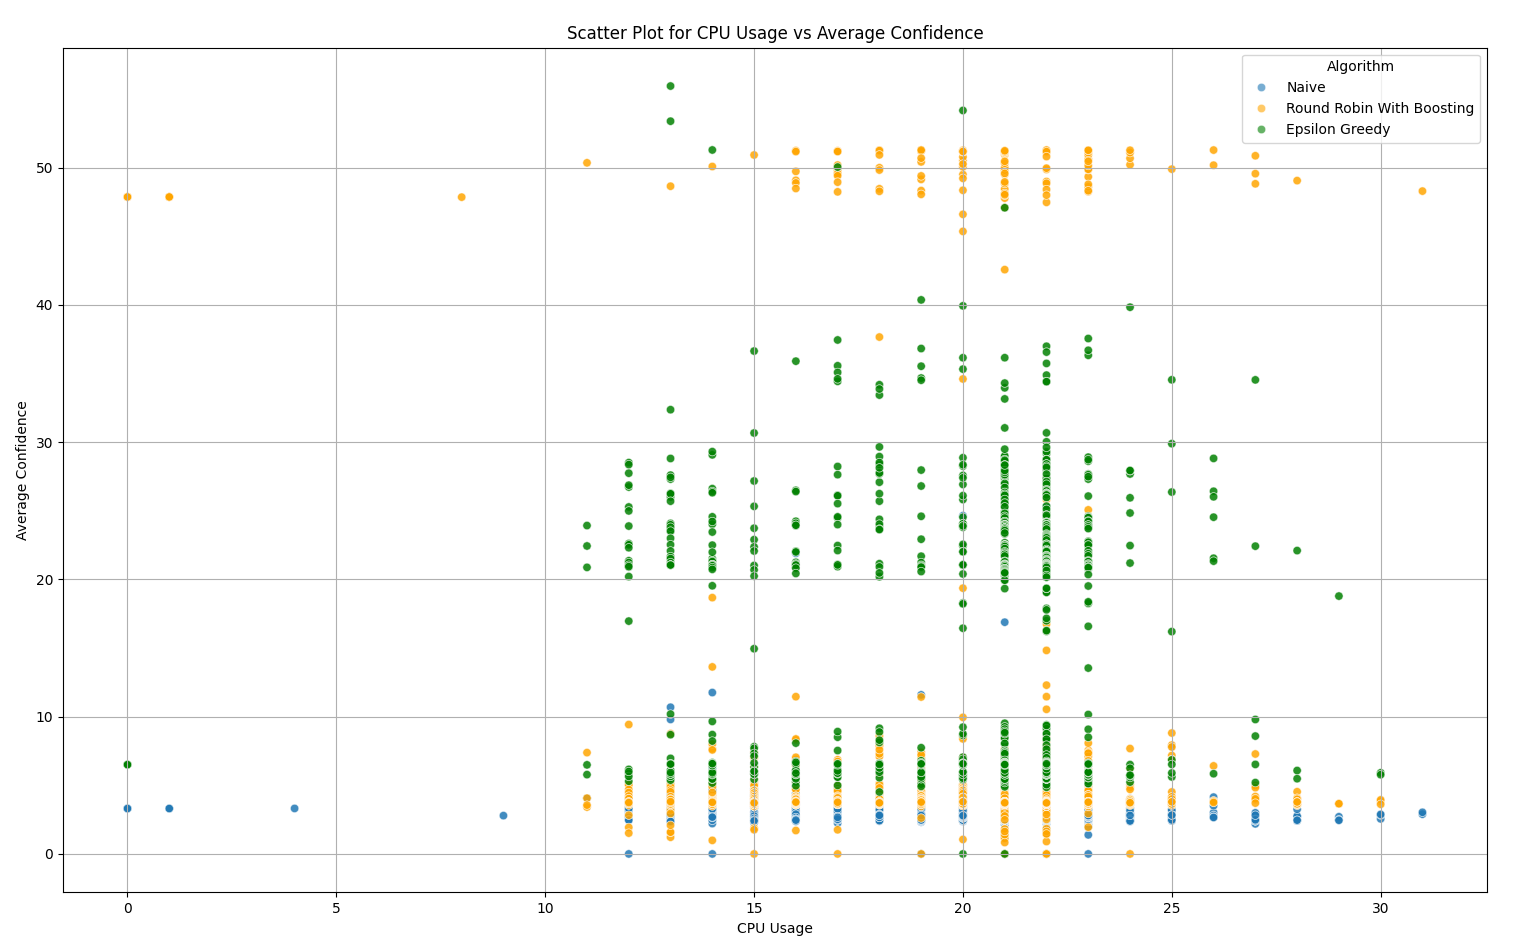 Scatter Plot for CPU Usage vs Average Confidence
Algorithm
Naive
Round Robin With Boosting
Epsilon Greedy
Average Confidence
50
40
30
20
10
0
0 5 10 15 20 25 30
CPU Usage